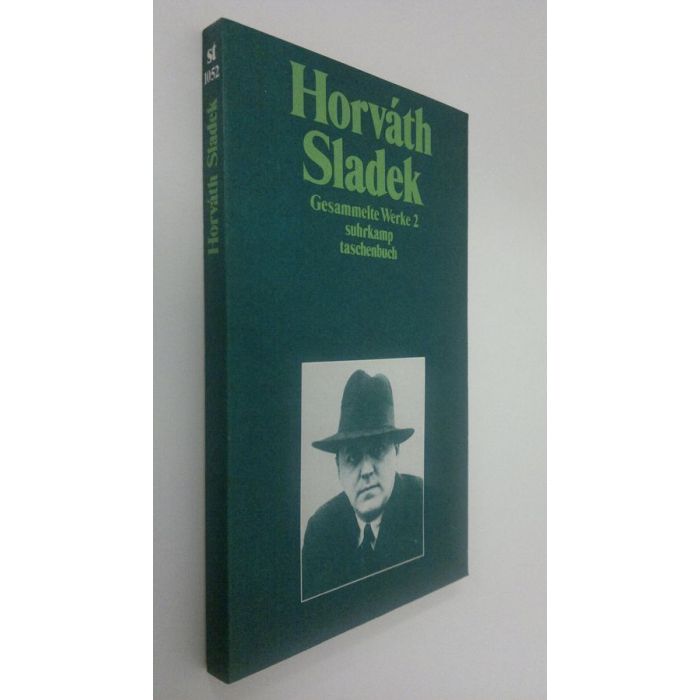 st
1052
Horváth Sladek
Horváth
Sladek
Gesammelte Werke 2
suhrkamp
taschenbuch